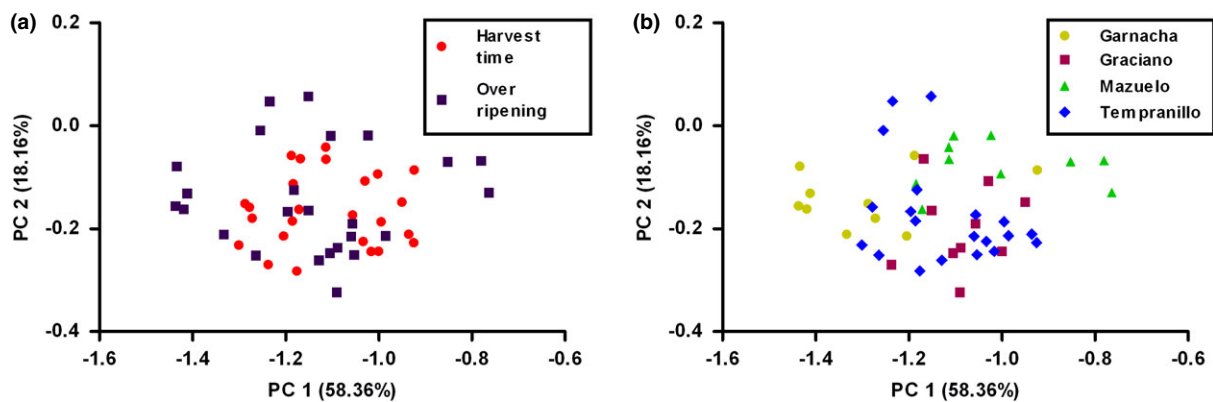 (a)
Harvest
time
Over
ripening
0.2
0.0
-0.2
-0.4
PC 2 (18.16%)
-1.6
-1.4
-1.2
-1.0
-0.8
-0.6
PC 1 (58.36%)
(b)
Garnacha
Graciano
Mazuelo
Tempranillo
0.2
0.0
-0.2
-0.4
PC 2 (18.16%)
-1.6
-1.4
-1.2
-1.0
-0.8
-0.6
PC 1 (58.36%)